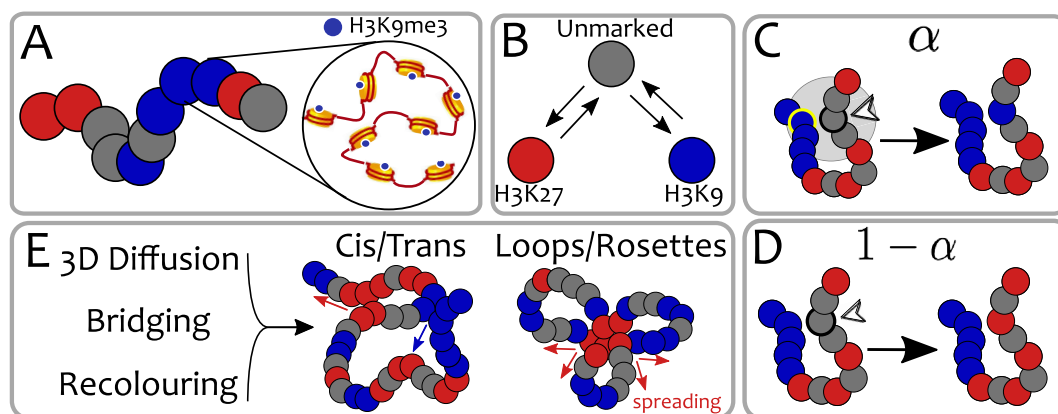 A
H3K9me3
B
Unmarked
H3K27
H3K9
C
α
E
3D Diffusion
Bridging
Recolouring
Cis/Trans
Loops/Rosettes
spreading
D
1 − α